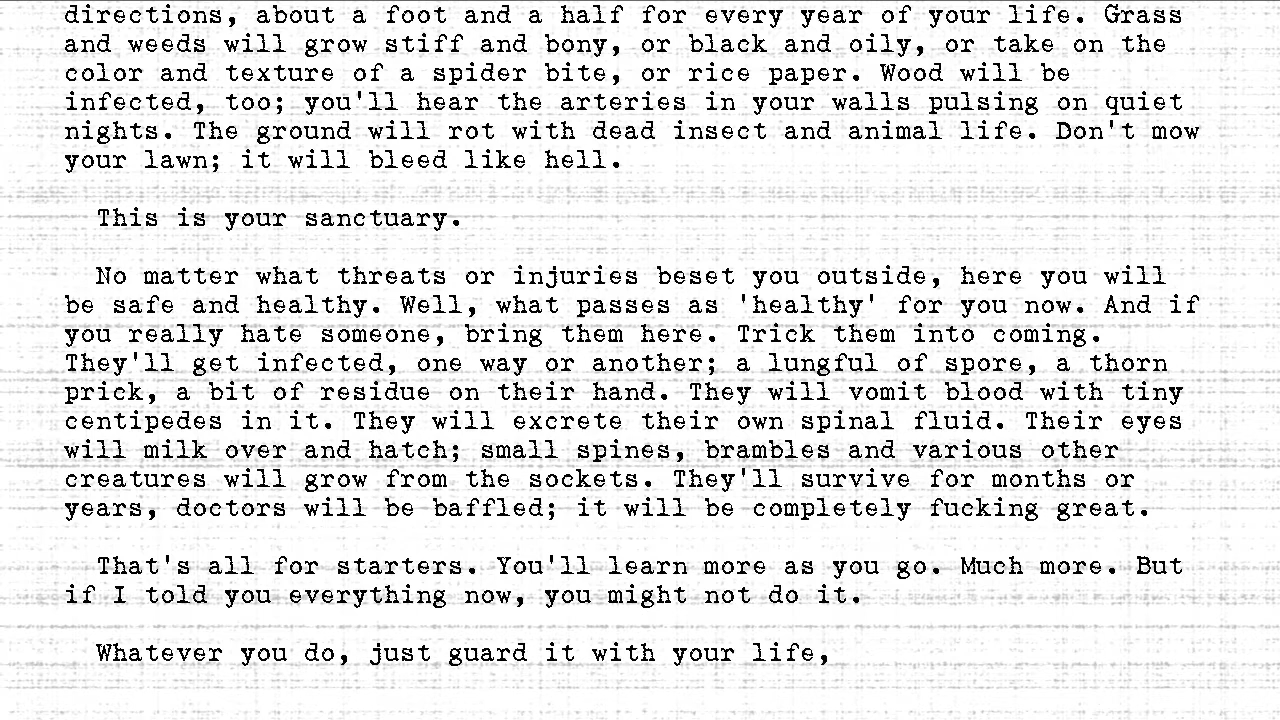 directions, about a foot and a half for every year of your life. Grass
and weeds will grow stiff and bony, or black and oily, or take on the
color and texture of a spider bite, or rice paper. Wood will be
infected, too; you'll hear the arteries in your walls pulsing on quiet
nights. The ground will rot with dead insect and animal life. Don't mow
your lawn; it will bleed like hell.
This is your sanctuary.
No matter what threats or injuries beset you outside, here you will
be safe and healthy. Well, what passes as 'healthy' for you now. And if
you really hate someone, bring them here. Trick them into coming.
They'll get infected, one way or another; a lungful of spore, a thorn
prick, a bit of residue on their hand. They will vomit blood with tiny
centipedes in it. They will excrete their own spinal fluid. Their eyes
will milk over and hatch; small spines, brambles and various other
creatures will grow from the sockets. They'll survive for months or
years, doctors will be baffled; it will be completely fucking great.
That's all for starters. You'll learn more as you go. Much more. But
if I told you everything now, you might not do it.
Whatever you do, just guard it with your life,